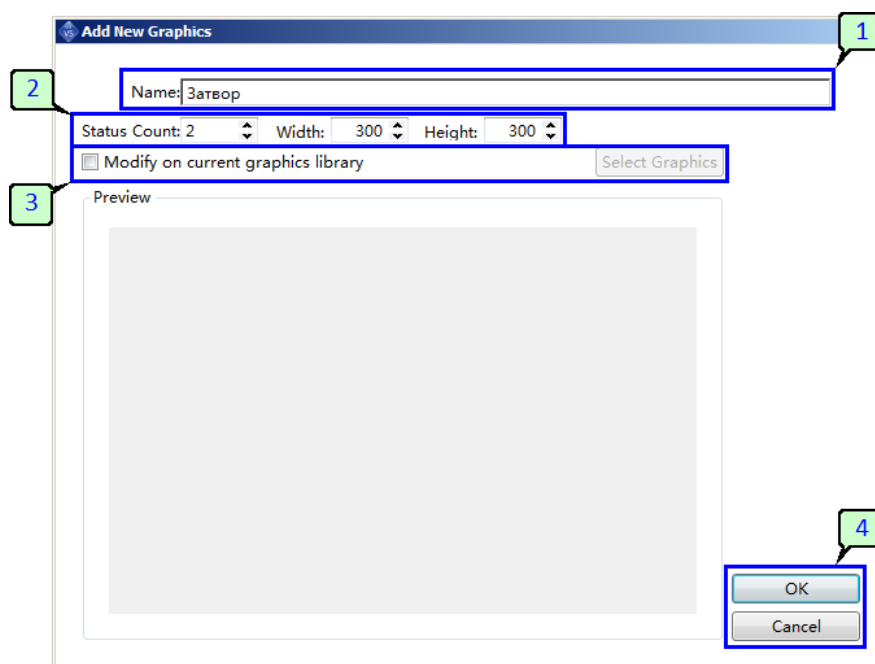 Add New Graphics
1
2
Name: Затвор
Status Count: 2 Width: 300 Height: 300
Modify on current graphics library Select Graphics
3
Preview
4
OK
Cancel